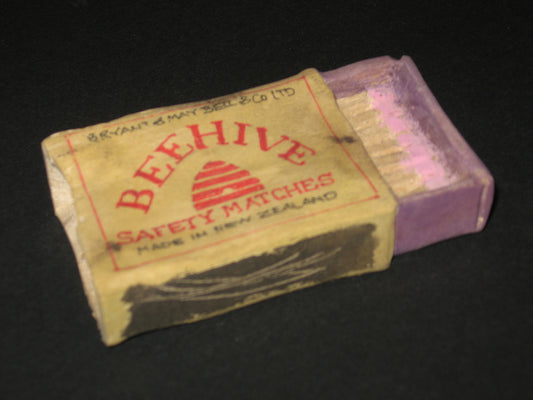 BRYANT & MAY BELL & CO LTD
BEEHIVE
SAFETY MATCHES
MADE IN NEW ZEALAND